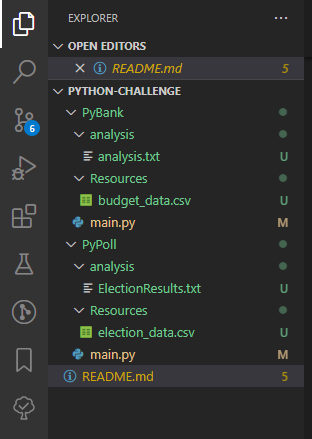 EXPLORER ...
OPEN EDITORS
README.md 5
PYTHON-CHALLENGE
PyBank
analysis
analysis.txt U
Resources
budget_data.csv U
main.py M
PyPoll
analysis
ElectionResults.txt U
Resources
election_data.csv U
main.py M
README.md 5
6